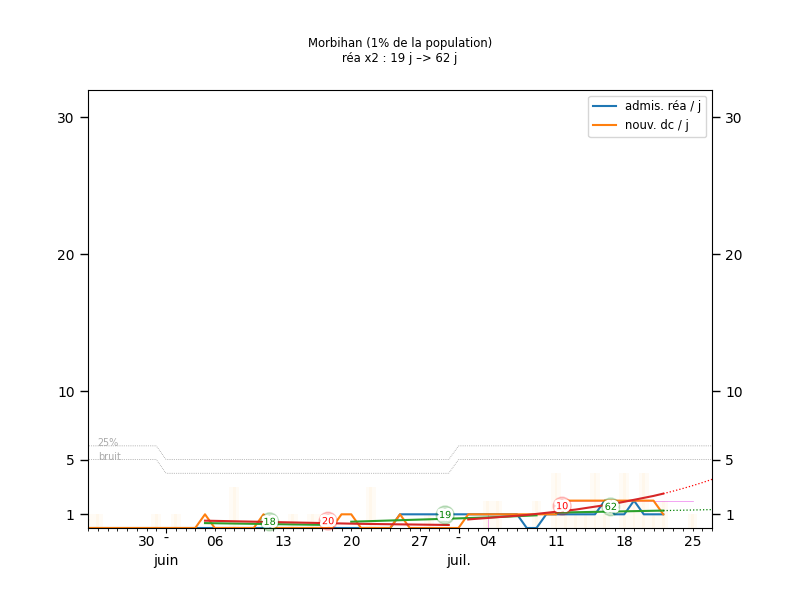 Morbihan (1% de la population)
réa x2 : 19 j –> 62 j
admis. réa / j
nouv. dc / j
30
20
10
5
1
30
20
10
5
1
25%
bruit
18
20
19
10
62
30 - 06 13 20 27 - 04 11 18 25
juin juil.